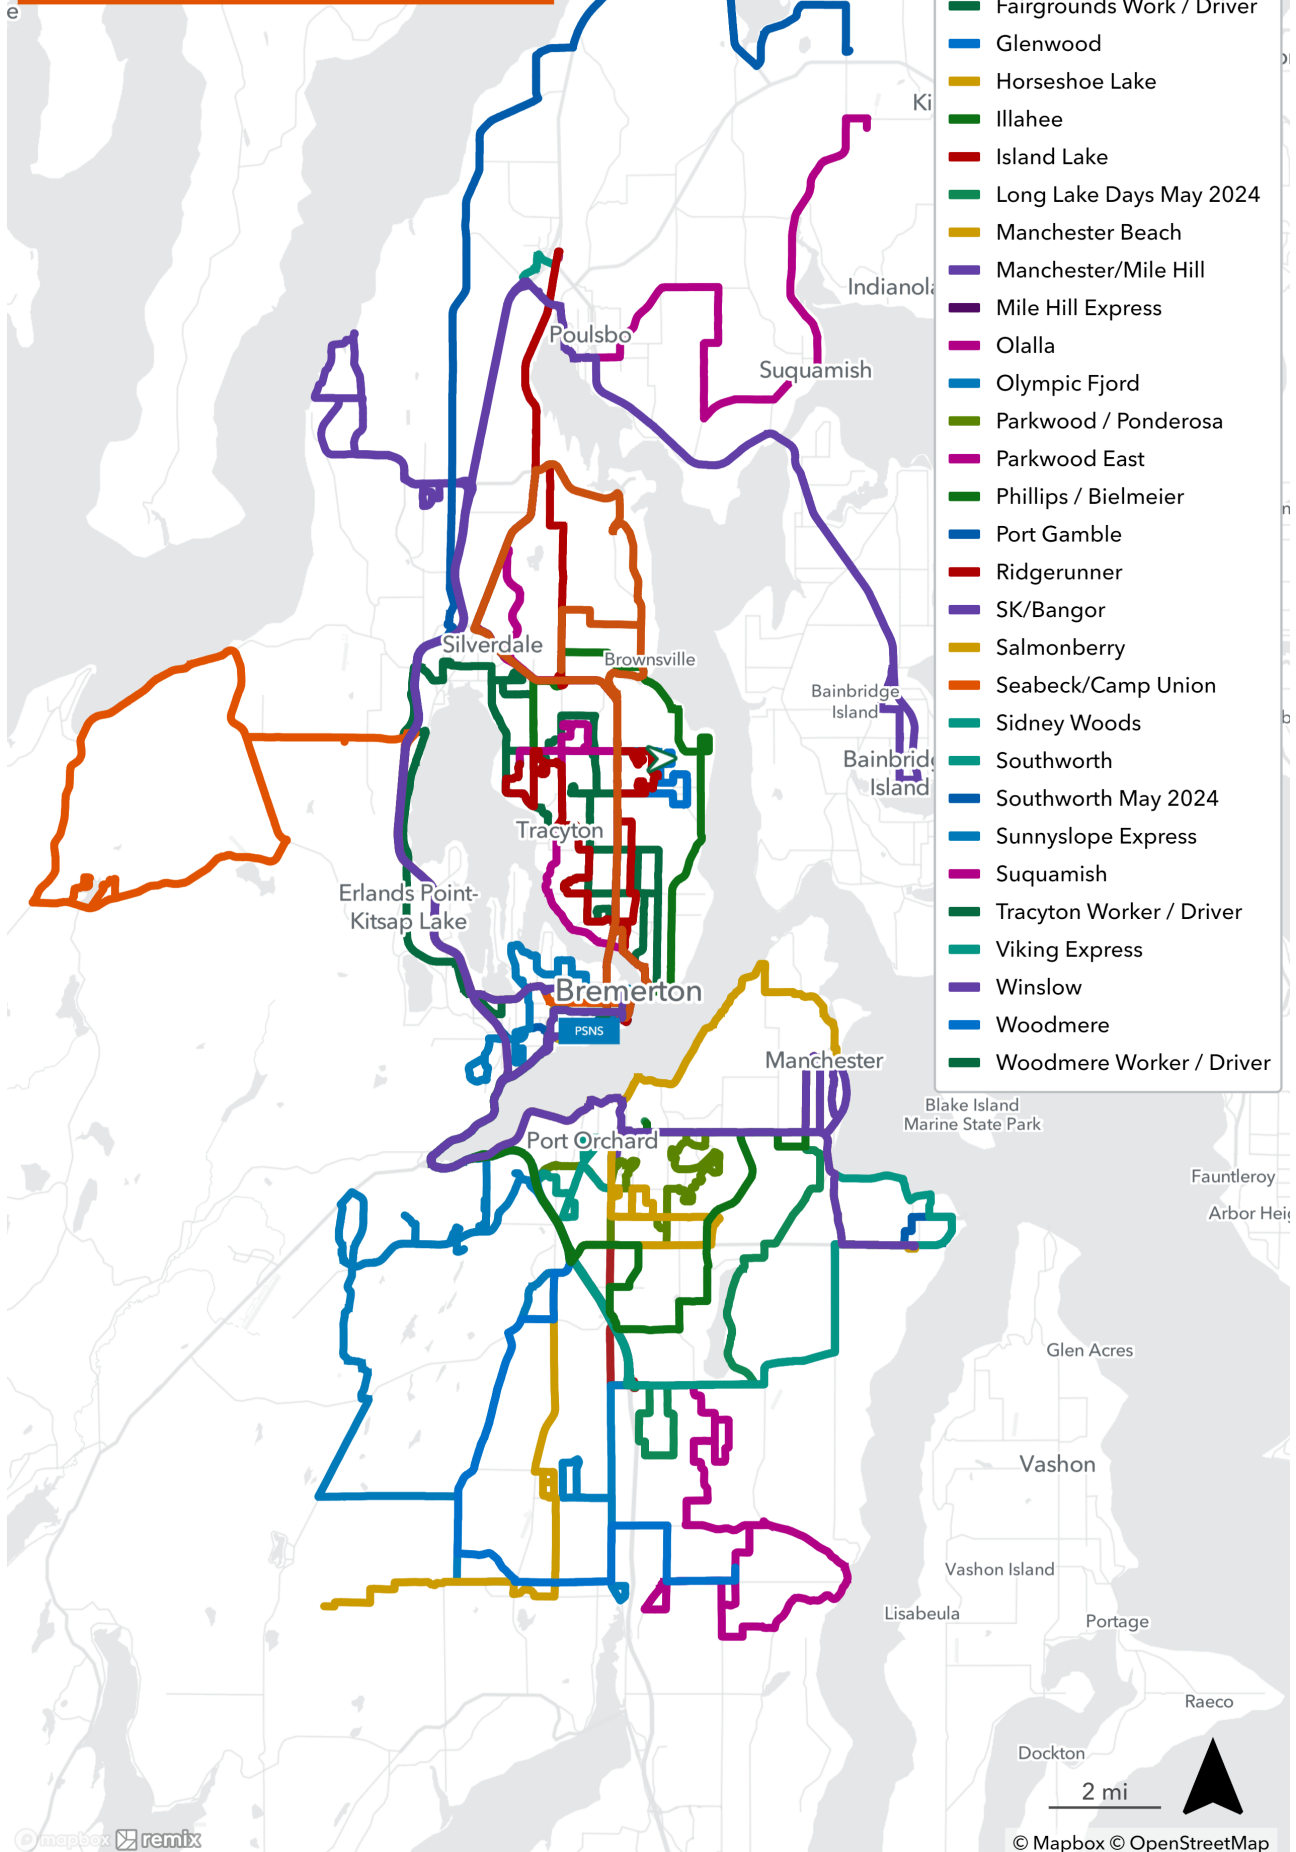 e
Fairgrounds Work / Driver
Glenwood
Horseshoe Lake
Illahee
Island Lake
Long Lake Days May 2024
Manchester Beach
Manchester/Mile Hill
Mile Hill Express
Olalla
Olympic Fjord
Parkwood / Ponderosa
Parkwood East
Phillips / Bielmeier
Port Gamble
Ridgerunner
SK/Bangor
Salmonberry
Seabeck/Camp Union
Sidney Woods
Southworth
Southworth May 2024
Sunnyslope Express
Suquamish
Tracyton Worker / Driver
Viking Express
Winslow
Woodmere
Woodmere Worker / Driver
Ki
Indianola
Poulsbo
Suquamish
Silverdale
Brownsville
Bainbridge
Island
Bainbridg
Island
Tracyton
Erlands Point-
Kitsap Lake
Bremerton
PSNS
Manchester
Blake Island
Marine State Park
Port Orchard
Fauntleroy
Arbor Heig
Glen Acres
Vashon
Vashon Island
Lisabeula
Portage
Raeco
Dockton
2 mi
mapbox remix
© Mapbox © OpenStreetMap